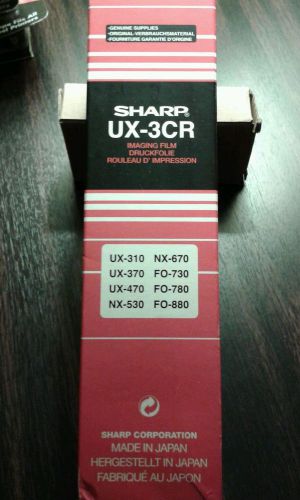 •GENUINE SUPPLIES
•ORIGINAL-VERBRAUCHSMATERIAL
•FOURNITURE GARANTIE D'ORIGINE
SHARP®
UX-3CR
IMAGING FILM
DRUCKFOLIE
ROULEAU D' IMPRESSION
UX-310 NX-670
UX-370 FO-730
UX-470 FO-780
NX-530 FO-880
SHARP CORPORATION
MADE IN JAPAN
HERGESTELLT IN JAPAN
FABRIQUÉ AU JAPON